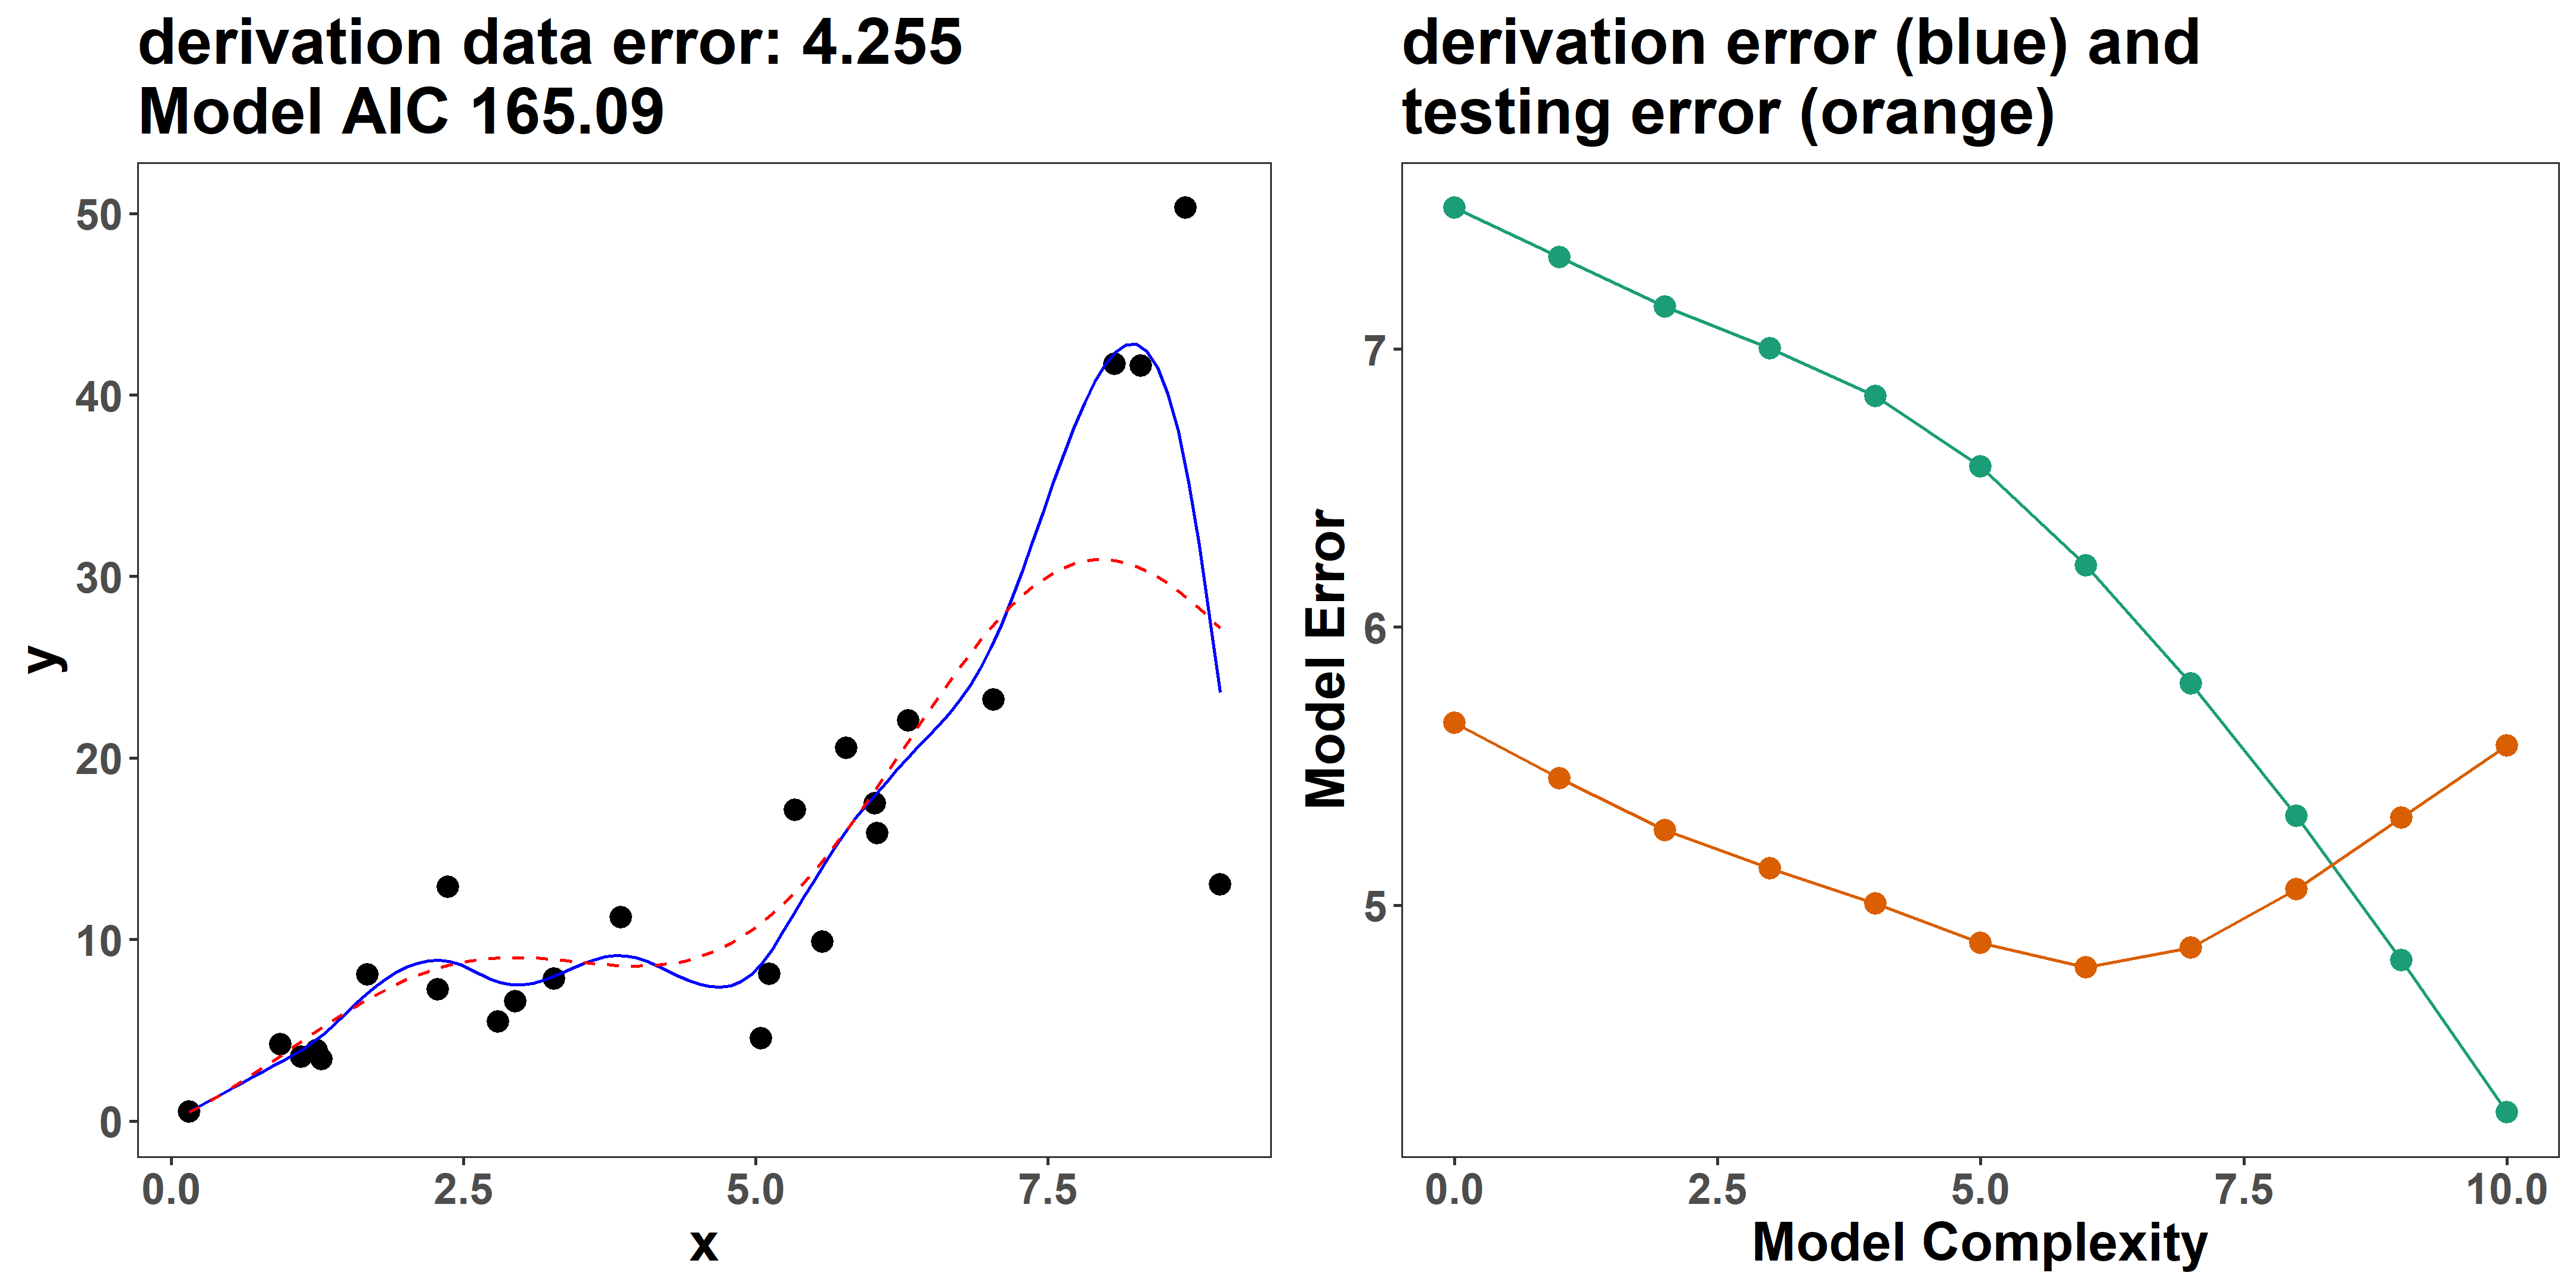 derivation data error: 4.255
Model AIC 165.09
50
40
30
20
10
0
y
0.0 2.5 5.0 7.5
x
derivation error (blue) and
testing error (orange)
7
6
5
Model Error
0.0 2.5 5.0 7.5 10.0
Model Complexity